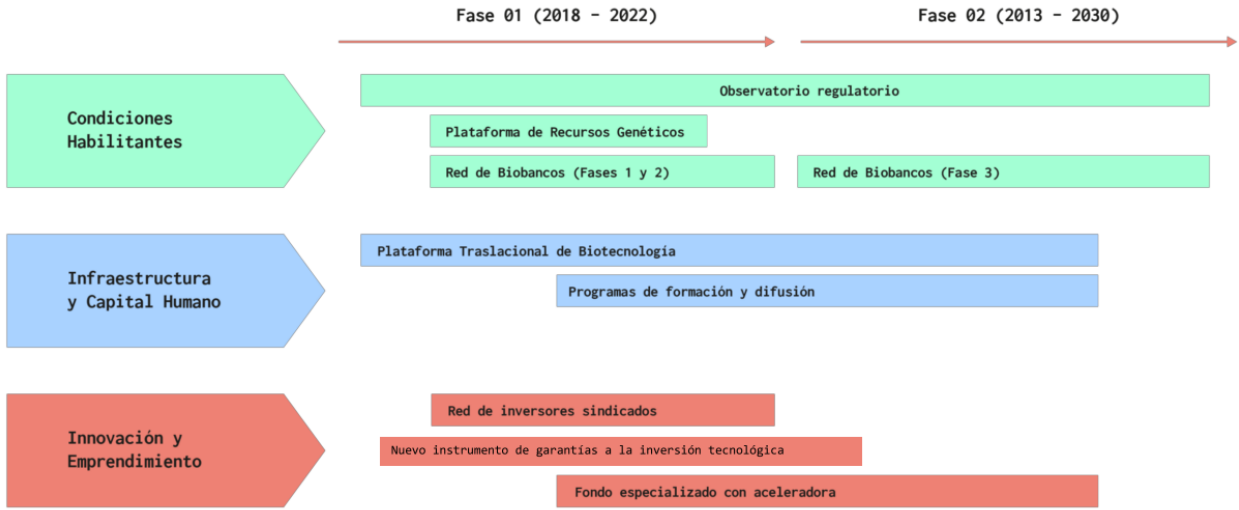 Fase 01 (2018 - 2022)
Fase 02 (2013 - 2030)
Condiciones
Habilitantes
Observatorio regulatorio
Plataforma de Recursos Genéticos
Red de Biobancos (Fases 1 y 2)
Red de Biobancos (Fase 3)
Infraestructura
y Capital Humano
Plataforma Traslacional de Biotecnología
Programas de formación y difusión
Innovación y
Emprendimiento
Red de inversores sindicados
Nuevo instrumento de garantías a la inversión tecnológica
Fondo especializado con aceleradora